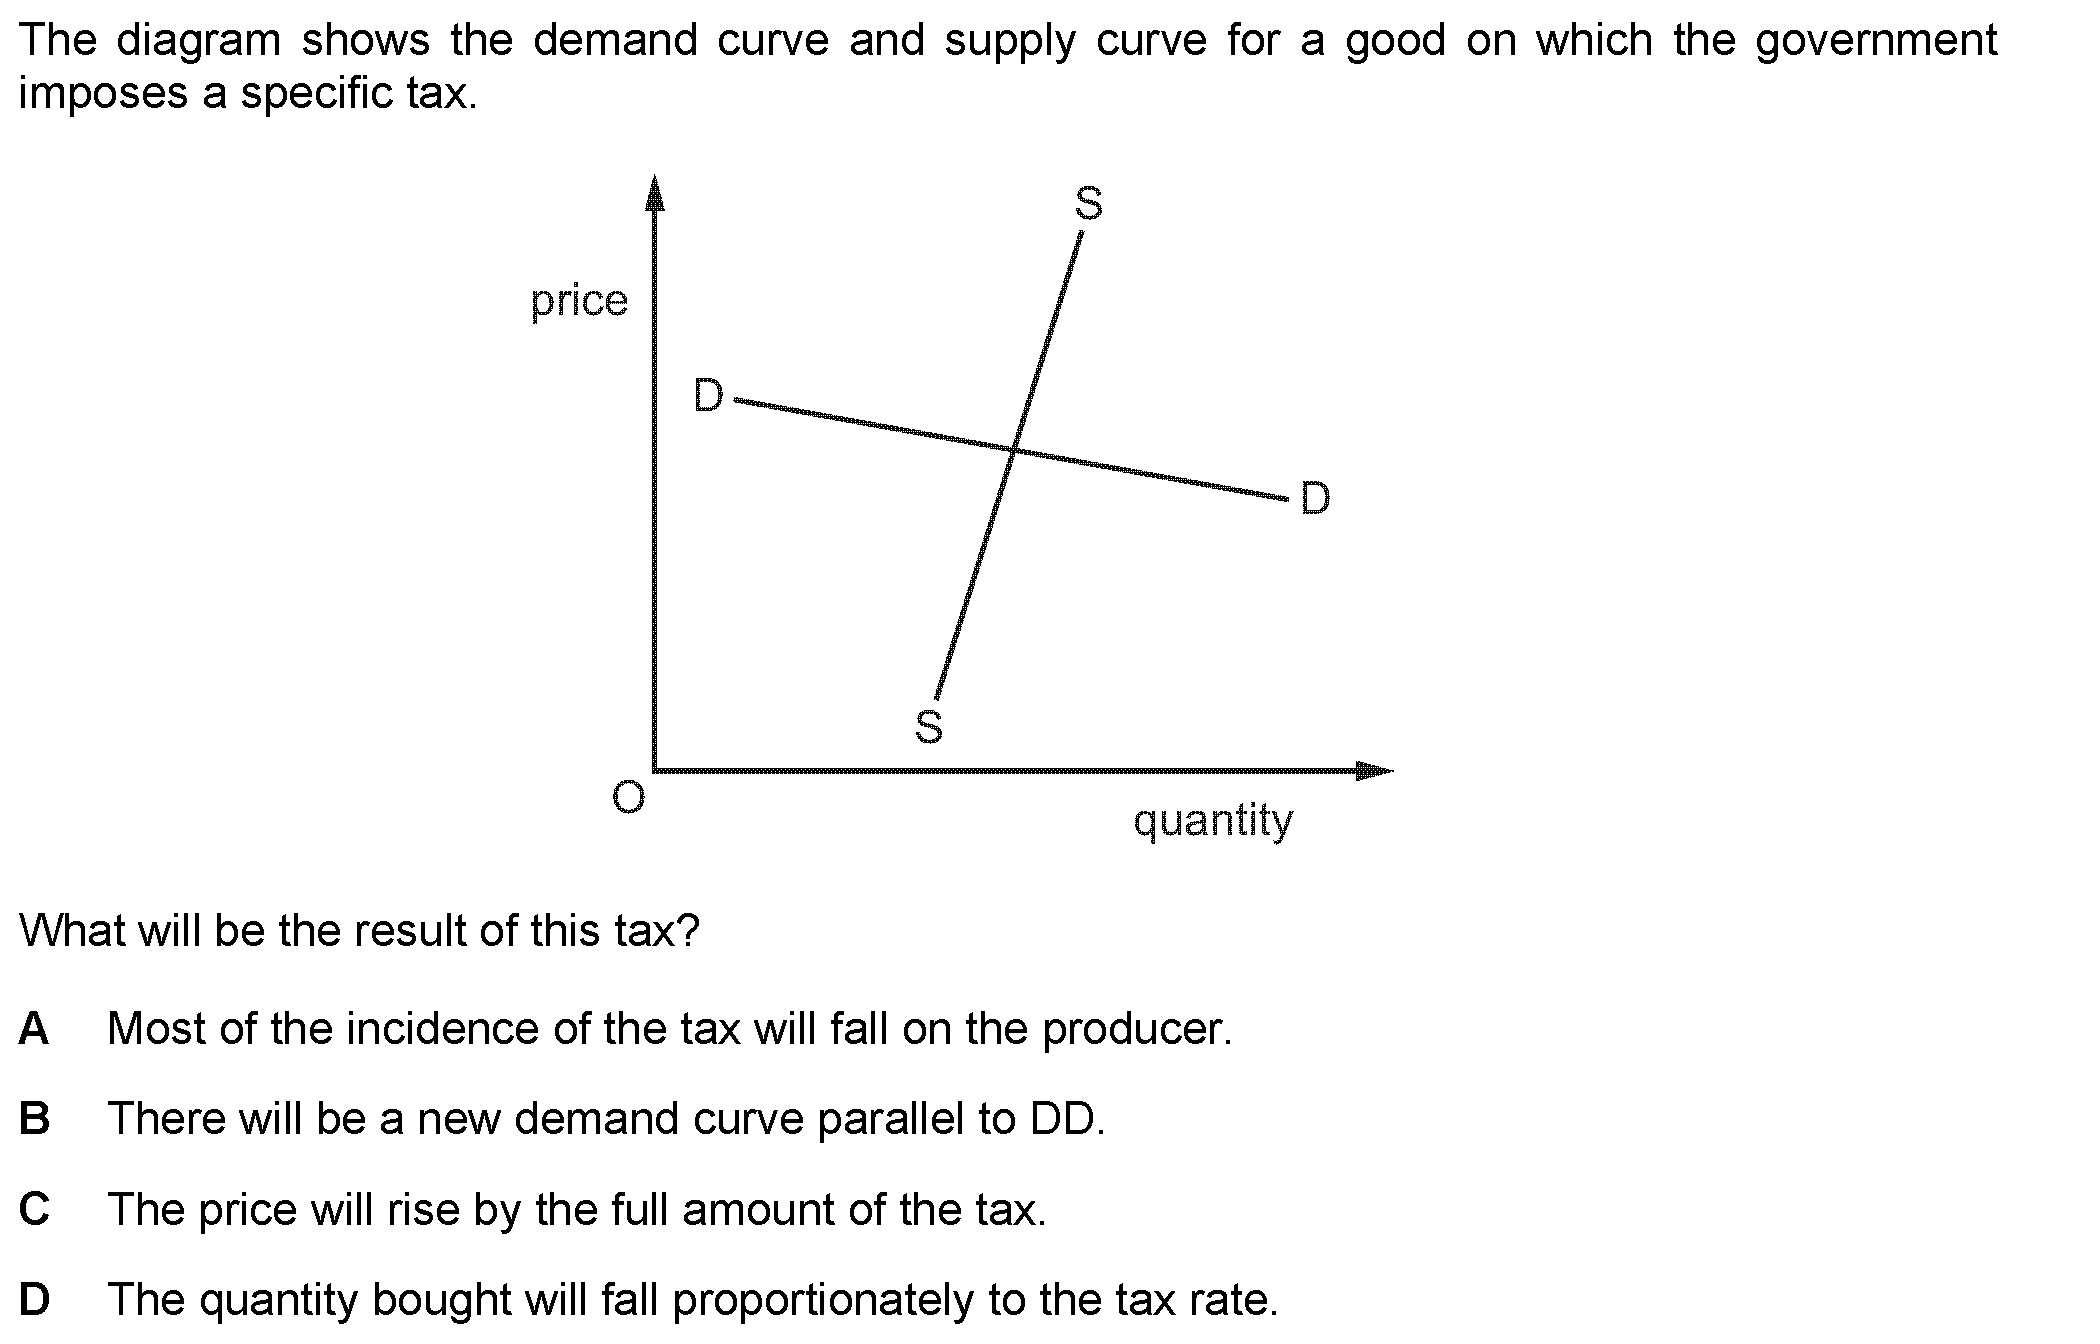 The diagram shows the demand curve and supply curve for a good on which the government
imposes a specific tax.
S
price
D
D
S
O
quantity
What will be the result of this tax?
A Most of the incidence of the tax will fall on the producer.
B There will be a new demand curve parallel to DD.
C The price will rise by the full amount of the tax.
D The quantity bought will fall proportionately to the tax rate.